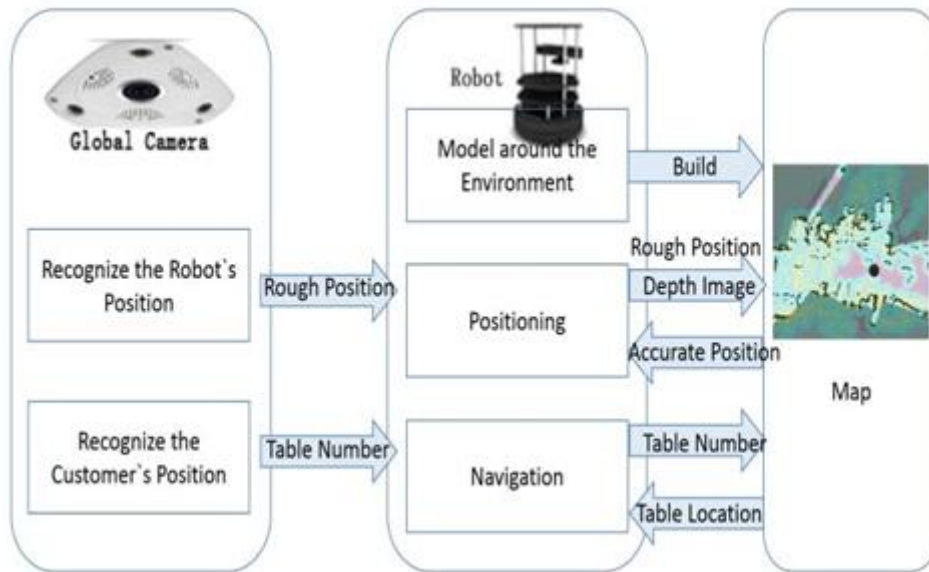 Global Camera
Recognize the Robot`s
Position
Recognize the
Customer`s Position
Rough Position
Table Number
Robot
Model around the
Environment
Positioning
Navigation
Build
Rough Position
Depth Image
Accurate Position
Table Number
Table Location
Map